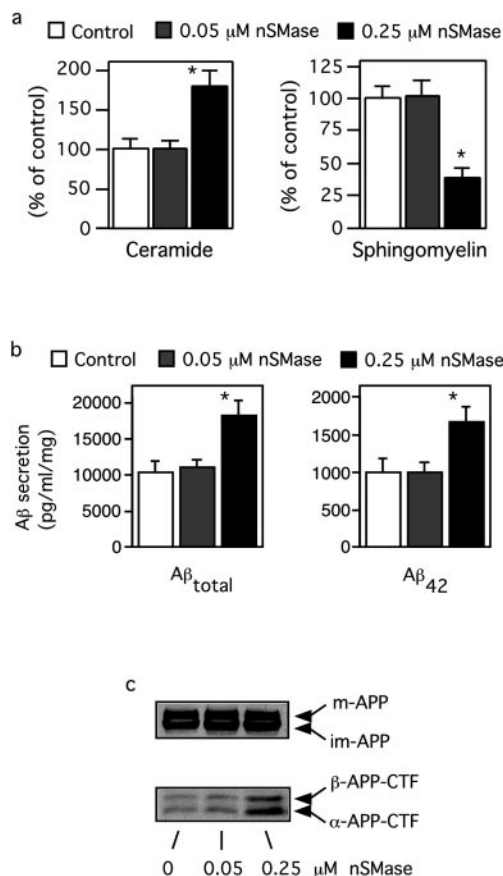 a
Control 0.05 μM nSMase 0.25 μM nSMase
(% of control)
200
150
100
50
0
*
Ceramide
(% of control)
125
100
75
50
25
0
*
Sphingomyelin
b
Control 0.05 μM nSMase 0.25 μM nSMase
Aβ secretion
(pg/ml/mg)
20000
15000
10000
5000
0
*
Aβtotal
2000
1500
1000
500
0
*
Aβ42
c
m-APP
im-APP
β-APP-CTF
α-APP-CTF
0 0.05 0.25 μM nSMase